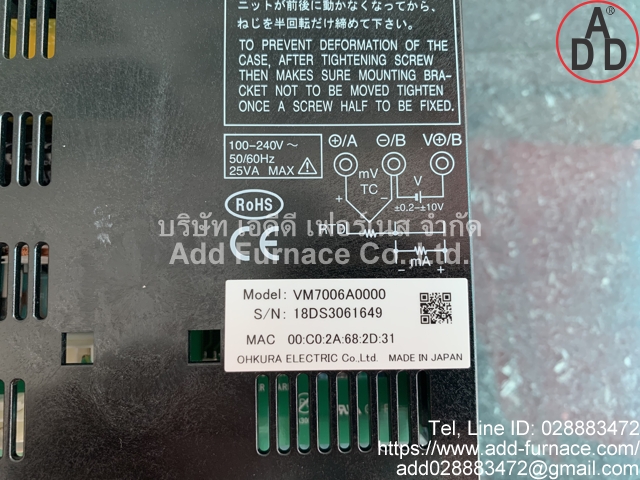 ニットが前後に動かなくなってから、
ねじを半回転だけ締めて下さい。
TO PREVENT DEFORMATION OF THE
CASE, AFTER TIGHTENING SCREW
THEN MAKES SURE MOUNTING BRA-
CKET NOT TO BE MOVED TIGHTEN
ONCE A SCREW HALF TO BE FIXED.
ADD
100-240V ~
50/60Hz
25VA MAX
⊕/A ⊖/B V⊕/B
mV
TC
+ -
V
±0.2-±10V
RoHS
CE
RTD
mA
- +
บริษัท เอดีดี เฟอร์เนส จำกัด
Add Furnace Co.,Ltd.
Model: VM7006A0000
S/N: 18DS3061649
MAC 00:C0:2A:68:2D:31
OHKURA ELECTRIC Co.,Ltd. MADE IN JAPAN
Tel, Line ID: 028883472
https://www.add-furnace.com/
add028883472@gmail.com